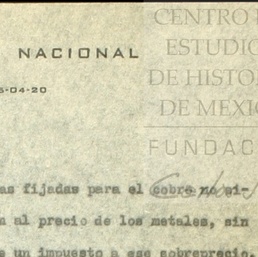 CENTRO
ESTUDIO
DE HISTO
DE MEXIC
FUNDAC
NACIONAL
-04-20
as fijadas para el cobre no si-
al precio de los metales, sin
un impuesto a ese sobreprecio.